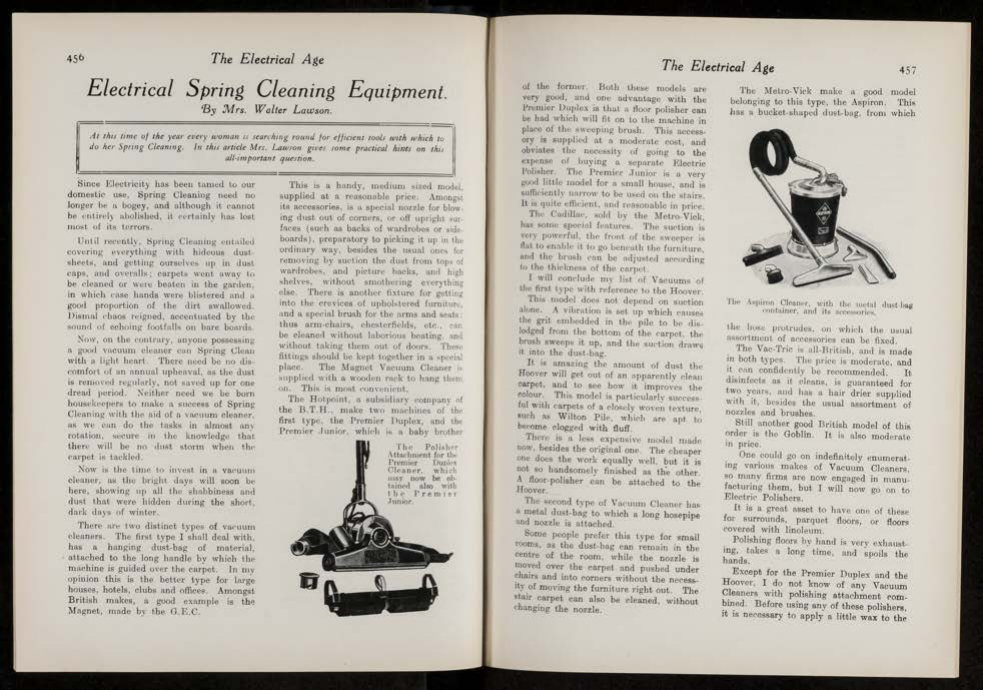 456
The Electrical Age
Electrical Spring Cleaning Equipment.
By Mrs. Walter Lawson.
At this time of the year every woman is searching round for efficient tools with which to
do her Spring Cleaning. In this article Mrs. Lawson gives some practical hints on this
all-important question.
Since Electricity has been tamed to our
domestic use, Spring Cleaning need no
longer be a bogey, and although it cannot
be entirely abolished, it certainly has lost
most of its terrors.
Until recently, Spring Cleaning entailed
covering everything with hideous dust-
sheets, and getting ourselves up in dust
caps, and overalls; carpets went away to
be cleaned or were beaten in the garden,
in which case hands were blistered and a
good proportion of the dirt swallowed.
Dismal chaos reigned, accentuated by the
sound of echoing footfalls on bare boards.
Now, on the contrary, anyone possessing
a good vacuum cleaner can Spring Clean
with a light heart. There need be no dis-
comfort of an annual upheaval, as the dust
is removed regularly, not saved up for one
dread period. Neither need we be born
housekeepers to make a success of Spring
Cleaning with the aid of a vacuum cleaner,
as we can do the tasks in almost any
rotation, secure in the knowledge that
there will be no dust storm when the
carpet is tackled.
Now is the time to invest in a vacuum
cleaner, as the bright days will soon be
here, showing up all the shabbiness and
dust that were hidden during the short,
dark days of winter.
There are two distinct types of vacuum
cleaners. The first type I shall deal with,
has a hanging dust-bag of material,
attached to the long handle by which the
machine is guided over the carpet. In my
opinion this is the better type for large
houses, hotels, clubs and offices. Amongst
British makes, a good example is the
Magnet, made by the G.E.C.
This is a handy, medium sized model,
supplied at a reasonable price. Amongst
its accessories, is a special nozzle for blow-
ing dust out of corners, or off upright sur-
faces (such as backs of wardrobes or side-
boards), preparatory to picking it up in the
ordinary way, besides the usual ones for
removing by suction the dust from tops of
wardrobes, and picture backs, and high
shelves, without smothering everything
else. There is another fixture for getting
into the crevices of upholstered furniture,
and a special brush for the arms and seats:
thus arm-chairs, chesterfields, etc., can
be cleaned without laborious beating, and
without taking them out of doors. These
fittings should be kept together in a special
place. The Magnet Vacuum Cleaner is
supplied with a wooden rack to hang them
on. This is most convenient.
The Hotpoint, a subsidiary company of
the B.T.H., make two machines of the
first type, the Premier Duplex, and the
Premier Junior, which is a baby brother
The Polisher
Attachment for the
Premier Duplex
Cleaner, which
may now be ob-
tained also with
the Premier
Junior.
The Electrical Age
457
of the former. Both these models are
very good, and one advantage with the
Premier Duplex is that a floor polisher can
be had which will fit on to the machine in
place of the sweeping brush. This access-
ory is supplied at a moderate cost, and
obviates the necessity of going to the
expense of buying a separate Electric
Polisher. The Premier Junior is a very
good little model for a small house, and is
sufficiently narrow to be used on the stairs.
It is quite efficient, and reasonable in price.
The Cadillac, sold by the Metro-Vick,
has some special features. The suction is
very powerful, the front of the sweeper is
flat to enable it to go beneath the furniture,
and the brush can be adjusted according
to the thickness of the carpet.
I will conclude my list of Vacuums of
the first type with reference to the Hoover.
This model does not depend on suction
alone. A vibration is set up which causes
the grit embedded in the pile to be dis-
lodged from the bottom of the carpet, the
brush sweeps it up, and the suction draws
it into the dust-bag.
It is amazing the amount of dust the
Hoover will get out of an apparently clean
carpet, and to see how it improves the
colour. This model is particularly success-
ful with carpets of a closely woven texture,
such as Wilton Pile, which are apt to
become clogged with fluff.
There is a less expensive model made
now, besides the original one. The cheaper
one does the work equally well, but it is
not so handsomely finished as the other.
A floor-polisher can be attached to the
Hoover.
The second type of Vacuum Cleaner has
a metal dust-bag to which a long hosepipe
and nozzle is attached.
Some people prefer this type for small
rooms, as the dust-bag can remain in the
centre of the room, while the nozzle is
moved over the carpet and pushed under
chairs and into corners without the necess-
ity of moving the furniture right out. The
stair carpet can also be cleaned, without
changing the nozzle.
The Metro-Vick make a good model
belonging to this type, the Aspiron. This
has a bucket-shaped dust-bag, from which
The Aspiron Cleaner, with the metal dust-bag
container, and its accessories.
the hose protrudes, on which the usual
assortment of accessories can be fixed.
The Vac-Tric is all-British, and is made
in both types. The price is moderate, and
it can confidently be recommended. It
disinfects as it cleans, is guaranteed for
two years, and has a hair drier supplied
with it, besides the usual assortment of
nozzles and brushes.
Still another good British model of this
order is the Goblin. It is also moderate
in price.
One could go on indefinitely enumerat-
ing various makes of Vacuum Cleaners,
so many firms are now engaged in manu-
facturing them, but I will now go on to
Electric Polishers.
It is a great asset to have one of these
for surrounds, parquet floors, or floors
covered with linoleum.
Polishing floors by hand is very exhaust-
ing, takes a long time, and spoils the
hands.
Except for the Premier Duplex and the
Hoover, I do not know of any Vacuum
Cleaners with polishing attachment com-
bined. Before using any of these polishers,
it is necessary to apply a little wax to the